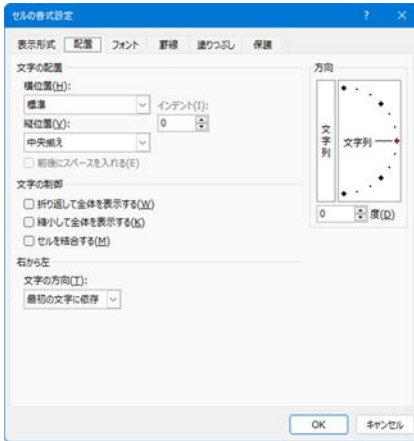 セルの書式設定
表示形式 配置 フォント 罫線 塗りつぶし 保護
文字の配置
横位置(H):
標準
インデント(I):
縦位置(V):
0
中央揃え
前後にスペースを入れる(E)
文字の制御
折り返して全体を表示する(W)
縮小して全体を表示する(K)
セルを結合する(M)
右から左
文字の方向(T):
最初の文字に依存
方向
文字列
文字列
0 度(D)
OK キャンセル